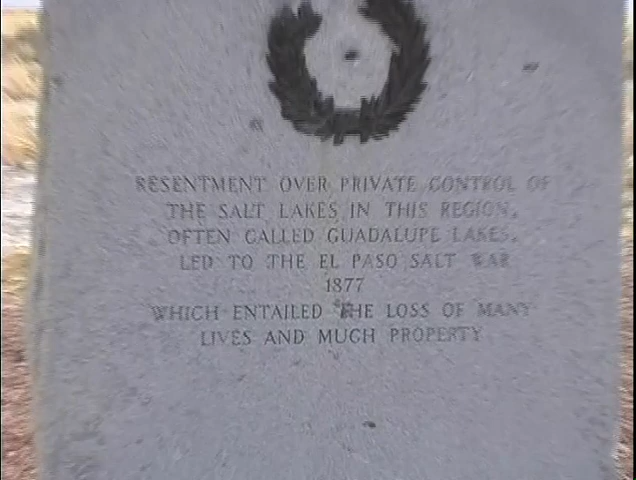 RESENTMENT OVER PRIVATE CONTROL OF
THE SALT LAKES IN THIS REGION,
OFTEN CALLED GUADALUPE LAKES,
LED TO THE EL PASO SALT WAR
1877
WHICH ENTAILED THE LOSS OF MANY
LIVES AND MUCH PROPERTY